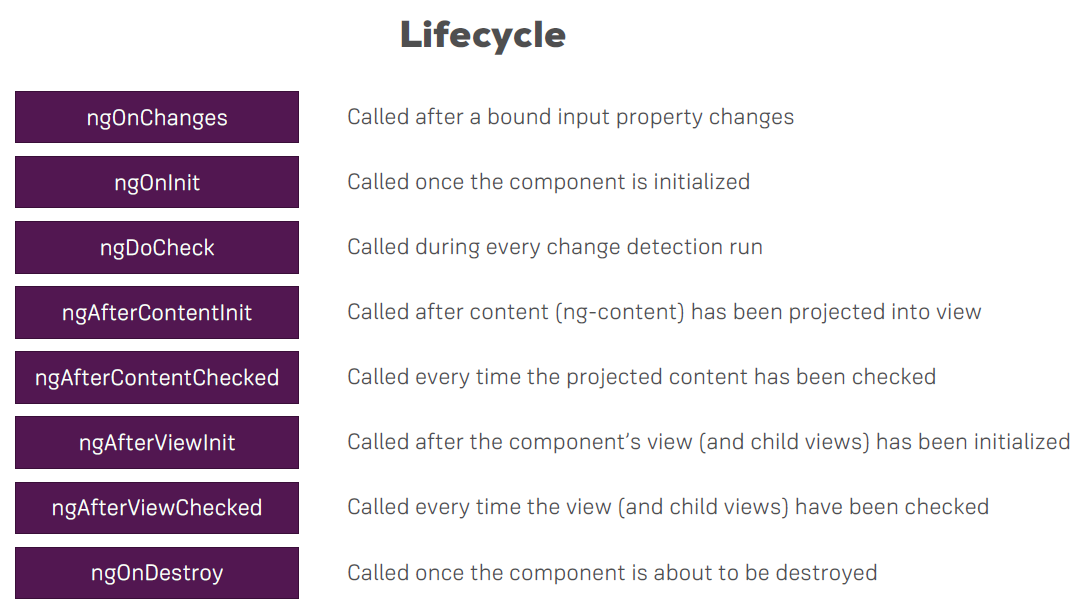 Lifecycle
ngOnChanges Called after a bound input property changes
ngOnInit Called once the component is initialized
ngDoCheck Called during every change detection run
ngAfterContentInit Called after content (ng-content) has been projected into view
ngAfterContentChecked Called every time the projected content has been checked
ngAfterViewInit Called after the component’s view (and child views) has been initialized
ngAfterViewChecked Called every time the view (and child views) have been checked
ngOnDestroy Called once the component is about to be destroyed